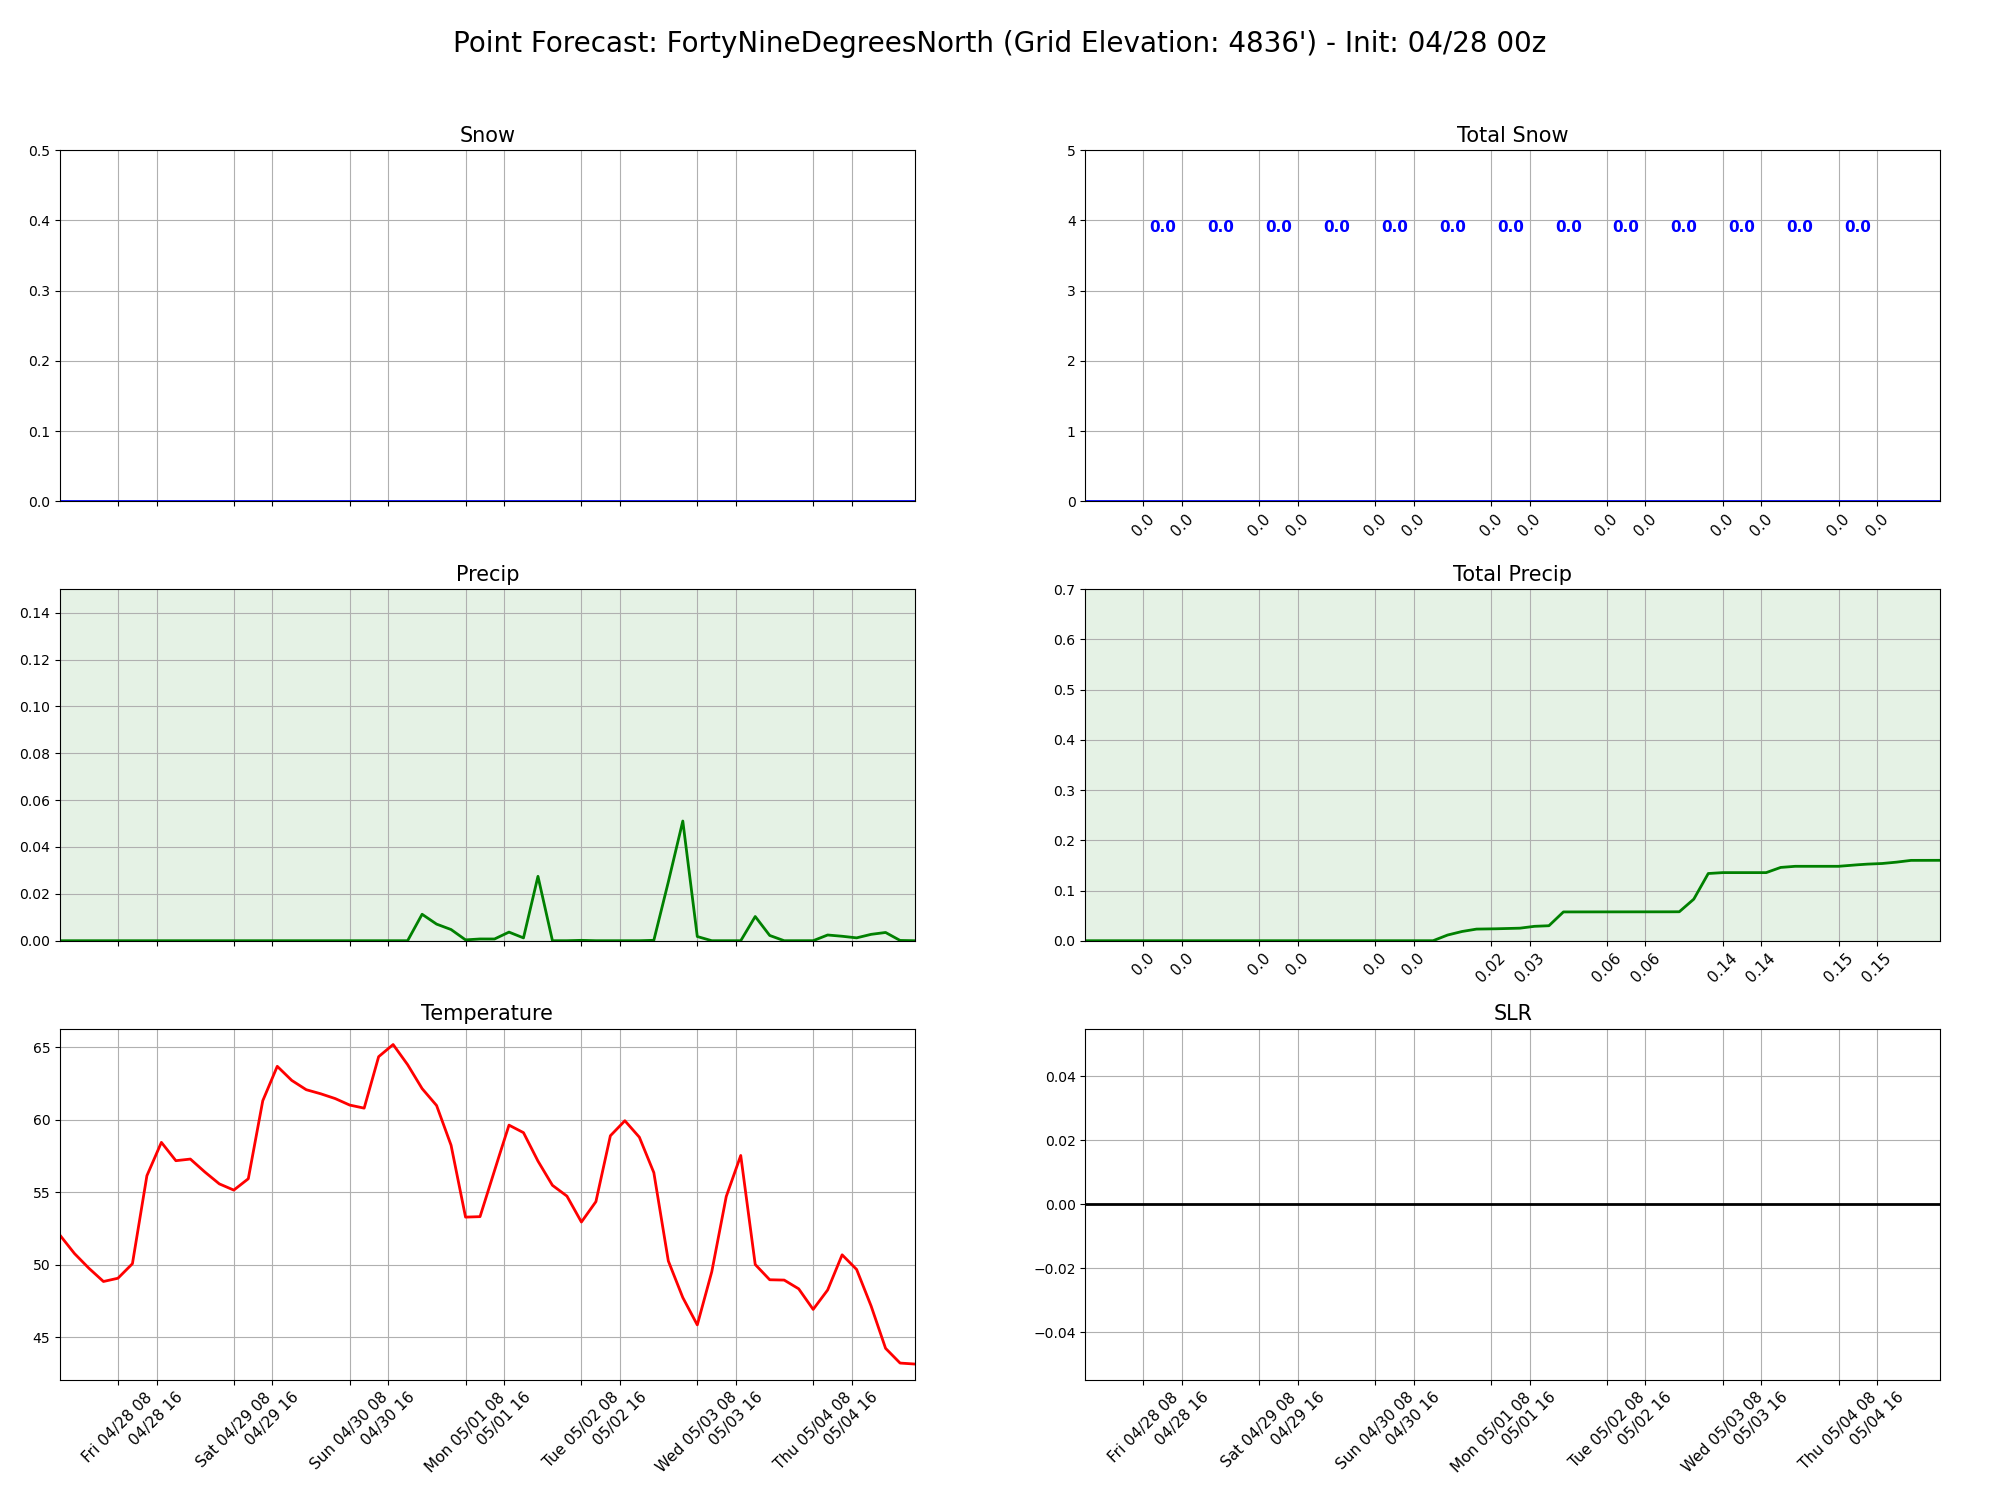 Point Forecast: FortyNineDegreesNorth (Grid Elevation: 4836') - Init: 04/28 00z
Snow
0.5
0.4
0.3
0.2
0.1
0.0
Total Snow
5
4
3
2
1
0
0.0 0.0 0.0 0.0 0.0 0.0 0.0 0.0 0.0 0.0 0.0 0.0 0.0
0.0 0.0 0.0 0.0 0.0 0.0 0.0 0.0 0.0 0.0 0.0 0.0 0.0 0.0
Precip
0.14
0.12
0.10
0.08
0.06
0.04
0.02
0.00
Total Precip
0.7
0.6
0.5
0.4
0.3
0.2
0.1
0.0
0.0 0.0 0.0 0.0 0.0 0.0 0.02 0.03 0.06 0.06 0.14 0.14 0.15 0.15
Temperature
65
60
55
50
45
Fri 04/28 08
04/28 16
Sat 04/29 08
04/29 16
Sun 04/30 08
04/30 16
Mon 05/01 08
05/01 16
Tue 05/02 08
05/02 16
Wed 05/03 08
05/03 16
Thu 05/04 08
05/04 16
SLR
0.04
0.02
0.00
−0.02
−0.04
Fri 04/28 08
04/28 16
Sat 04/29 08
04/29 16
Sun 04/30 08
04/30 16
Mon 05/01 08
05/01 16
Tue 05/02 08
05/02 16
Wed 05/03 08
05/03 16
Thu 05/04 08
05/04 16